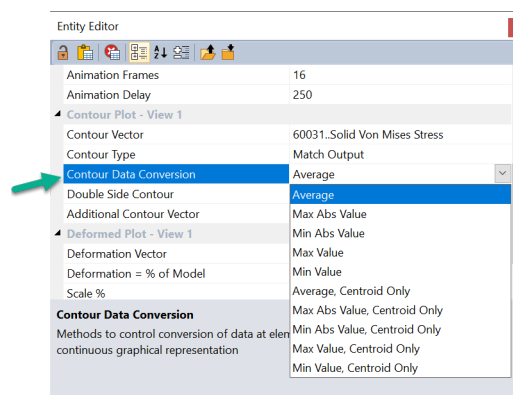 Entity Editor
Animation Frames 16
Animation Delay 250
Contour Plot - View 1
Contour Vector 60031..Solid Von Mises Stress
Contour Type Match Output
Contour Data Conversion Average
Double Side Contour Average
Additional Contour Vector Max Abs Value
Deformed Plot - View 1 Min Abs Value
Deformation Vector Max Value
Deformation = % of Model Min Value
Scale % Average, Centroid Only
Contour Data Conversion Max Abs Value, Centroid Only
Methods to control conversion of data at Min Abs Value, Centroid Only
continuous graphical representation Max Value, Centroid Only
Min Value, Centroid Only